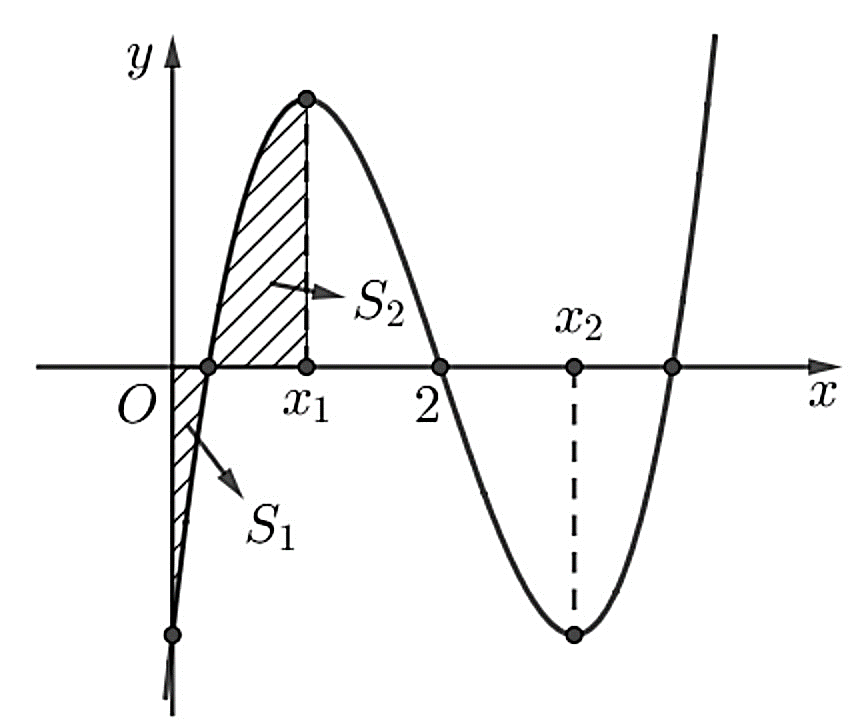 y
S₂
x₂
O
x₁
2
x
S₁